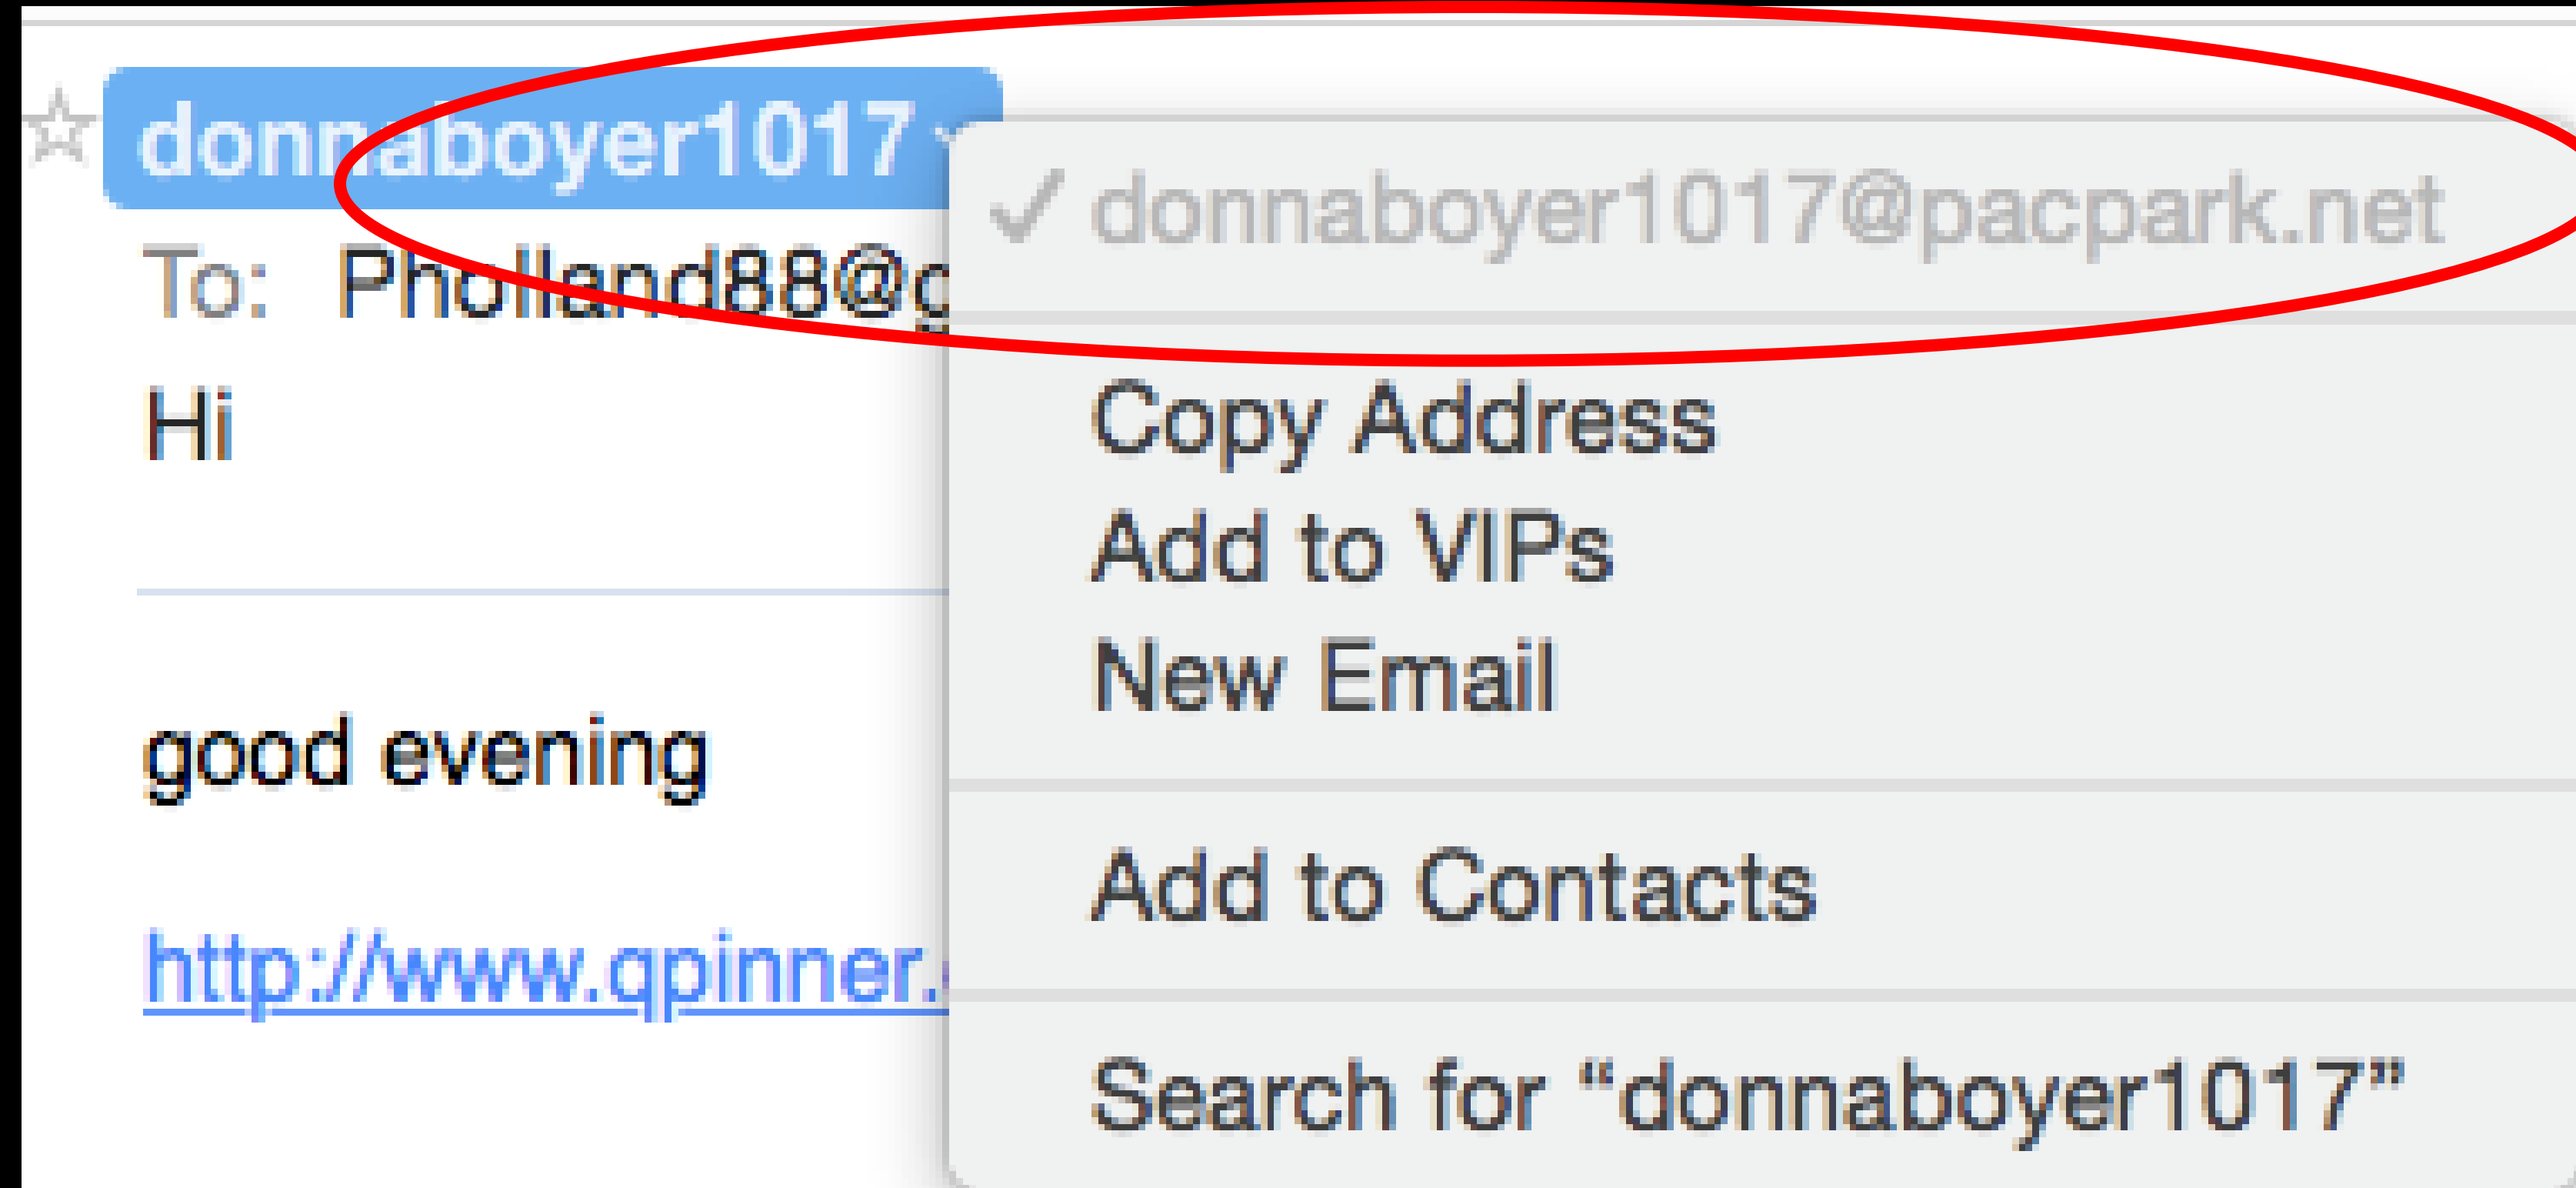 donnaboyer1017
✓ donnaboyer1017@pacpark.net
To: Pholland88@g
Hi
Copy Address
Add to VIPs
New Email
good evening
Add to Contacts
http://www.qpinner.
Search for “donnaboyer1017”